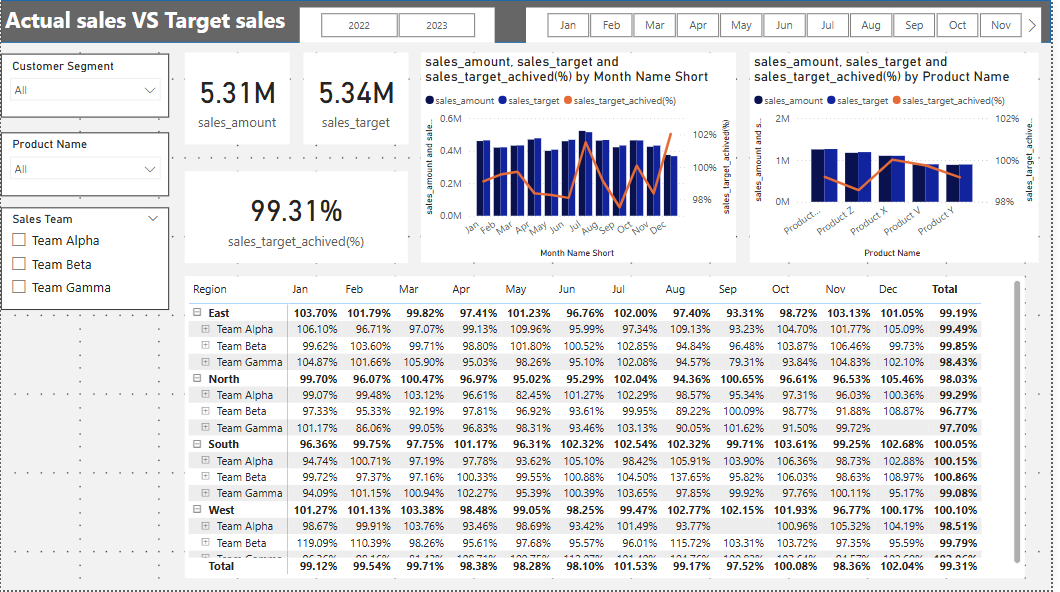 Actual sales VS Target sales
2022 2023
Jan Feb Mar Apr May Jun Jul Aug Sep Oct Nov
Customer Segment
All
Product Name
All
Sales Team
Team Alpha
Team Beta
Team Gamma
5.31M
sales_amount
5.34M
sales_target
99.31%
sales_target_achived(%)
sales_amount, sales_target and
sales_target_achived(%) by Month Name Short
sales_amount sales_target sales_target_achived(%)
sales_amount and sale...
0.6M
0.4M
0.2M
0.0M
102%
100%
98%
sales_target_achived(%)
Jan Feb Mar Apr May Jun Jul Aug Sep Oct Nov Dec
Month Name Short
sales_amount, sales_target and
sales_target_achived(%) by Product Name
sales_amount sales_target sales_target_achived(%)
sales_amount and s...
2M
1M
0M
102%
100%
98%
sales_target_achive...
Product... Product Z Product X Product V Product Y
Product Name
Region Jan Feb Mar Apr May Jun Jul Aug Sep Oct Nov Dec Total
East 103.70% 101.79% 99.82% 97.41% 101.23% 96.76% 102.00% 97.40% 93.31% 98.72% 103.13% 101.05% 99.19%
Team Alpha 106.10% 96.71% 97.07% 99.13% 109.96% 95.99% 97.34% 109.13% 93.23% 104.70% 101.77% 105.09% 99.49%
Team Beta 99.62% 103.60% 99.71% 98.80% 101.80% 100.52% 102.85% 94.84% 96.48% 103.87% 106.46% 99.73% 99.85%
Team Gamma 104.87% 101.66% 105.90% 95.03% 98.26% 95.10% 102.08% 94.57% 79.31% 93.84% 104.83% 102.10% 98.43%
North 99.70% 96.07% 100.47% 96.97% 95.02% 95.29% 102.04% 94.36% 100.65% 96.61% 96.53% 105.46% 98.03%
Team Alpha 99.07% 99.48% 103.12% 96.61% 82.45% 101.27% 102.29% 98.57% 95.34% 97.31% 96.03% 100.36% 99.29%
Team Beta 97.33% 95.33% 92.19% 97.81% 96.92% 93.61% 99.95% 89.22% 100.09% 98.77% 91.88% 108.87% 96.77%
Team Gamma 101.17% 86.06% 99.05% 96.83% 98.31% 93.46% 103.13% 90.05% 101.62% 91.50% 99.72% 97.70%
South 96.36% 99.75% 97.75% 101.17% 96.31% 102.32% 102.54% 102.32% 99.71% 103.61% 99.25% 102.68% 100.05%
Team Alpha 94.74% 100.71% 97.19% 97.78% 93.62% 105.10% 98.42% 105.91% 103.90% 106.36% 98.73% 102.88% 100.15%
Team Beta 99.72% 97.37% 97.16% 100.33% 99.55% 100.88% 104.50% 137.65% 95.82% 106.03% 98.63% 108.97% 100.86%
Team Gamma 94.09% 101.15% 100.94% 102.27% 95.39% 100.39% 103.65% 97.85% 99.92% 97.76% 100.11% 95.17% 99.08%
West 101.27% 101.13% 103.38% 98.48% 99.05% 98.25% 99.47% 102.77% 102.15% 101.93% 96.77% 100.17% 100.10%
Team Alpha 98.67% 99.91% 103.76% 93.46% 98.69% 93.42% 101.49% 93.77% 100.96% 105.32% 104.19% 98.51%
Team Beta 119.09% 110.39% 98.26% 95.61% 97.68% 95.57% 96.01% 115.72% 103.31% 103.72% 97.35% 95.59% 99.79%
Total 99.12% 99.54% 99.71% 98.38% 98.28% 98.10% 101.53% 99.17% 97.52% 100.08% 98.36% 102.04% 99.31%